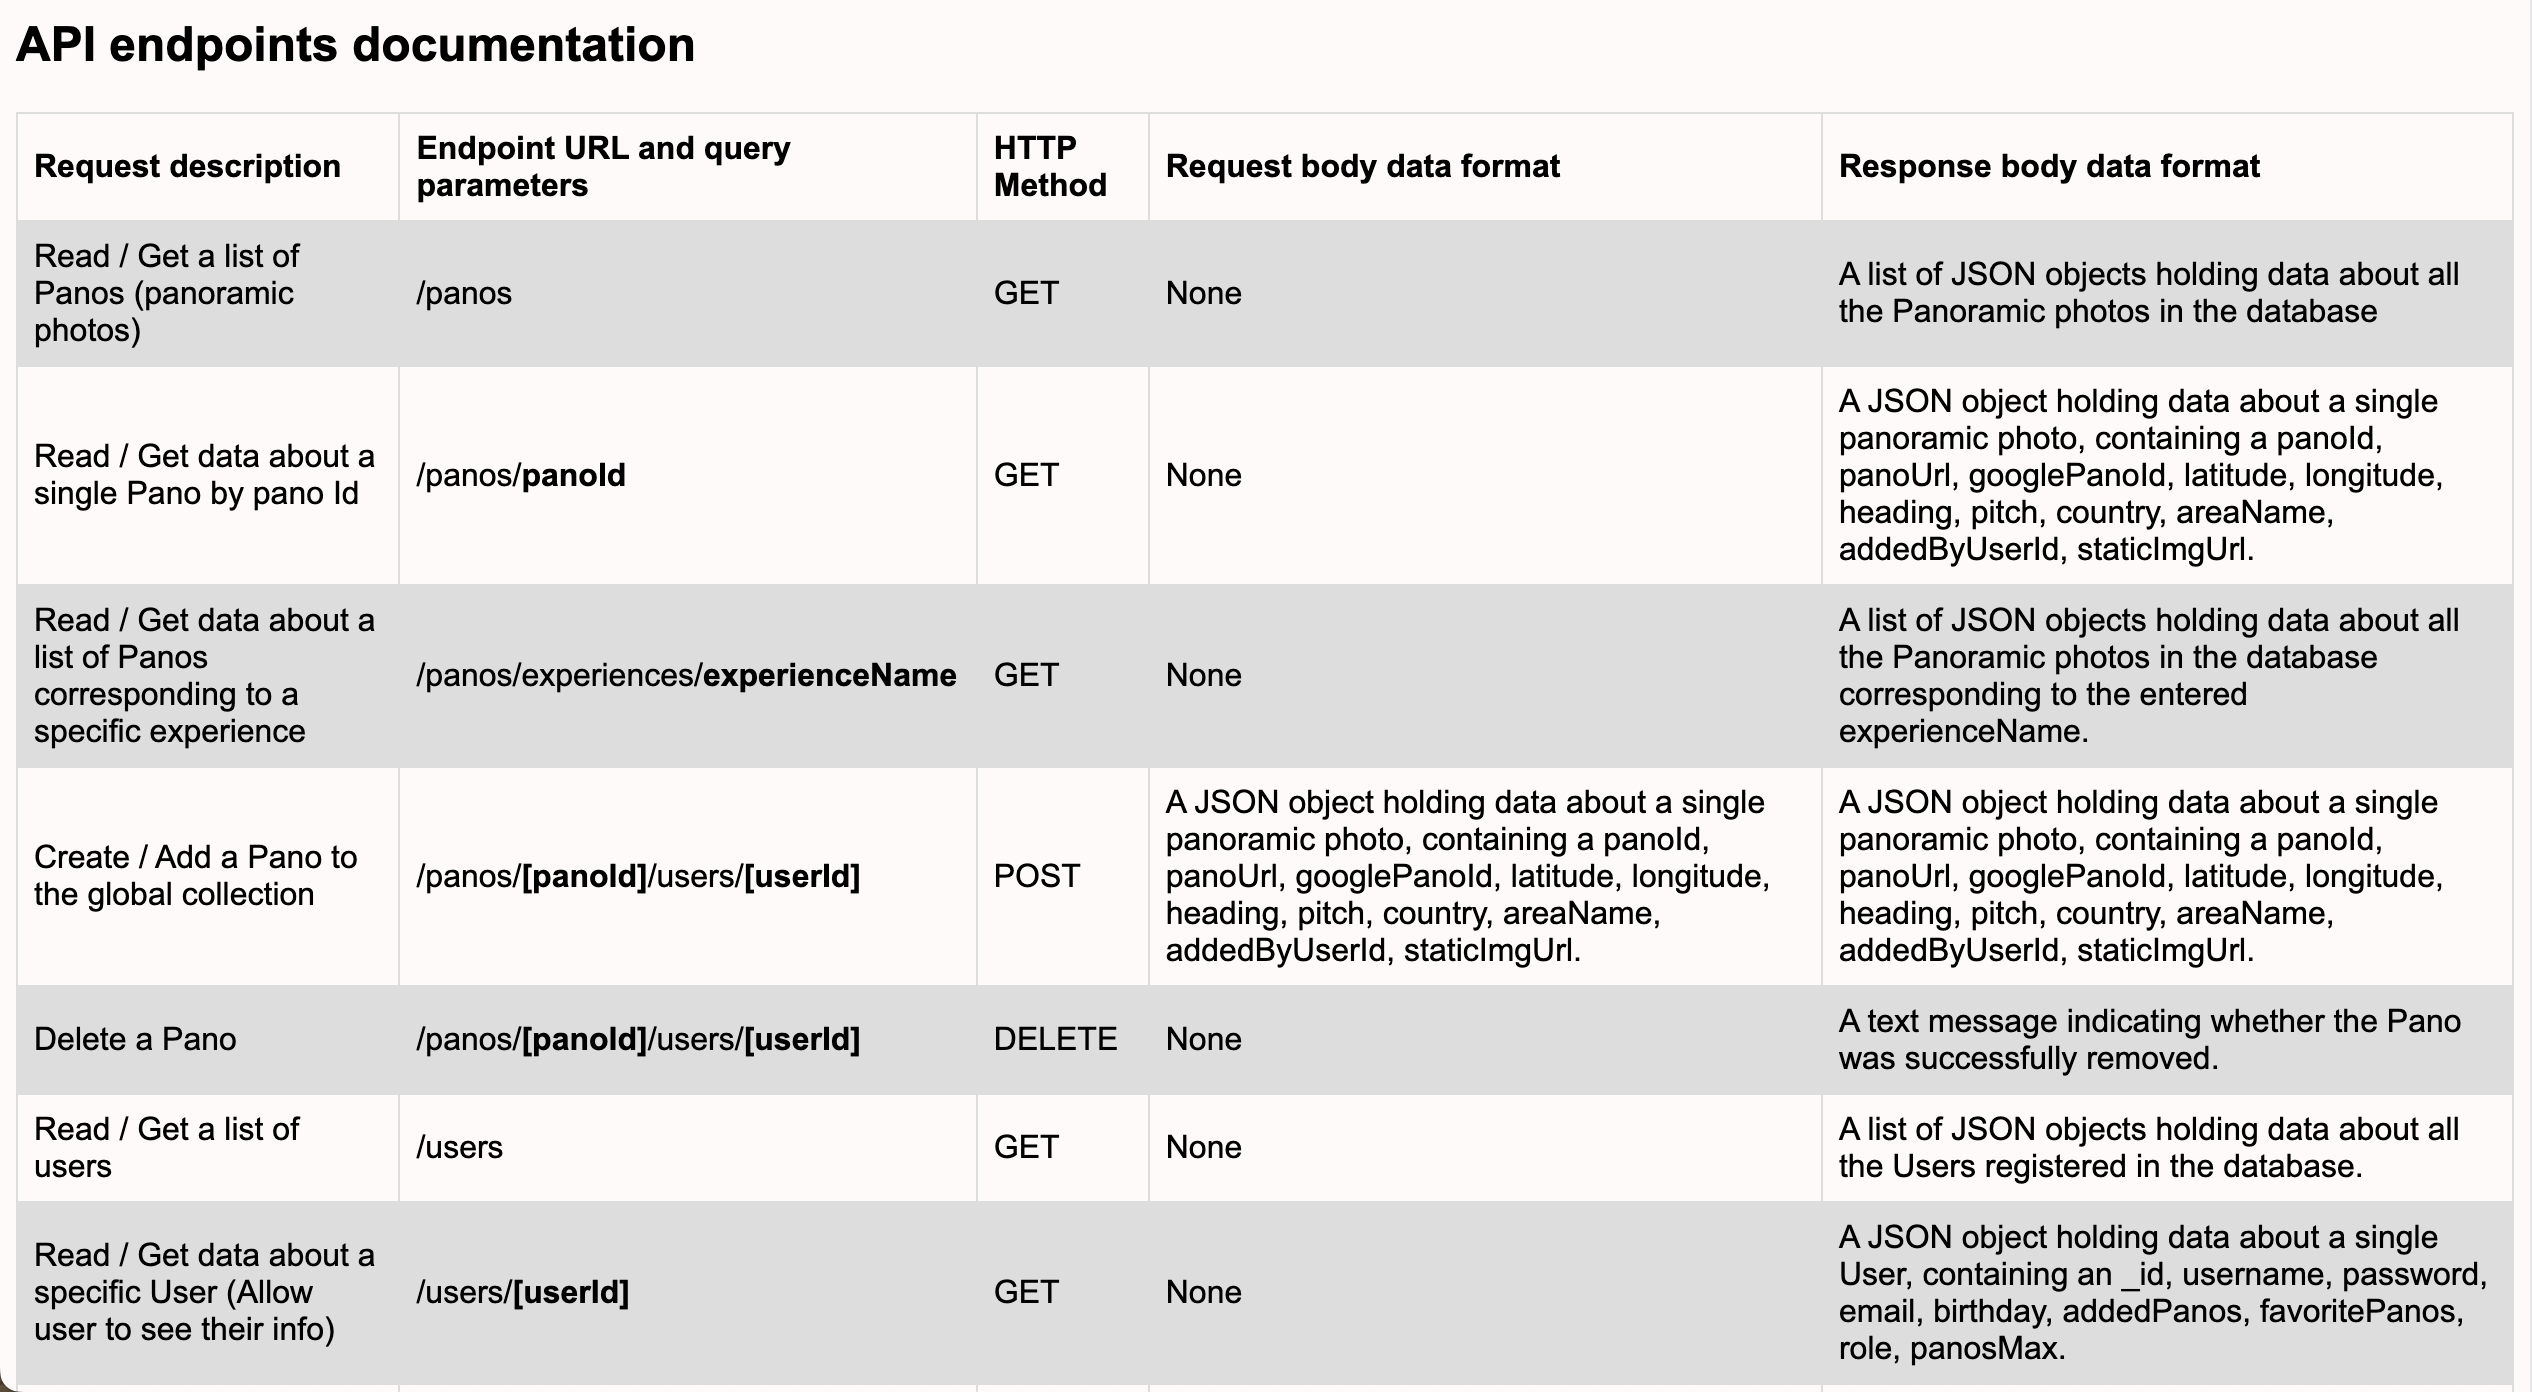 API endpoints documentation
Request description
Endpoint URL and query
parameters
HTTP
Method
Request body data format
Response body data format
Read / Get a list of
Panos (panoramic
photos)
/panos
GET
None
A list of JSON objects holding data about all
the Panoramic photos in the database
Read / Get data about a
single Pano by pano Id
/panos/panoId
GET
None
A JSON object holding data about a single
panoramic photo, containing a panoId,
panoUrl, googlePanoId, latitude, longitude,
heading, pitch, country, areaName,
addedByUserId, staticImgUrl.
Read / Get data about a
list of Panos
corresponding to a
specific experience
/panos/experiences/experienceName
GET
None
A list of JSON objects holding data about all
the Panoramic photos in the database
corresponding to the entered
experienceName.
Create / Add a Pano to
the global collection
/panos/[panoId]/users/[userId]
POST
A JSON object holding data about a single
panoramic photo, containing a panoId,
panoUrl, googlePanoId, latitude, longitude,
heading, pitch, country, areaName,
addedByUserId, staticImgUrl.
A JSON object holding data about a single
panoramic photo, containing a panoId,
panoUrl, googlePanoId, latitude, longitude,
heading, pitch, country, areaName,
addedByUserId, staticImgUrl.
Delete a Pano
/panos/[panoId]/users/[userId]
DELETE
None
A text message indicating whether the Pano
was successfully removed.
Read / Get a list of
users
/users
GET
None
A list of JSON objects holding data about all
the Users registered in the database.
Read / Get data about a
specific User (Allow
user to see their info)
/users/[userId]
GET
None
A JSON object holding data about a single
User, containing an _id, username, password,
email, birthday, addedPanos, favoritePanos,
role, panosMax.